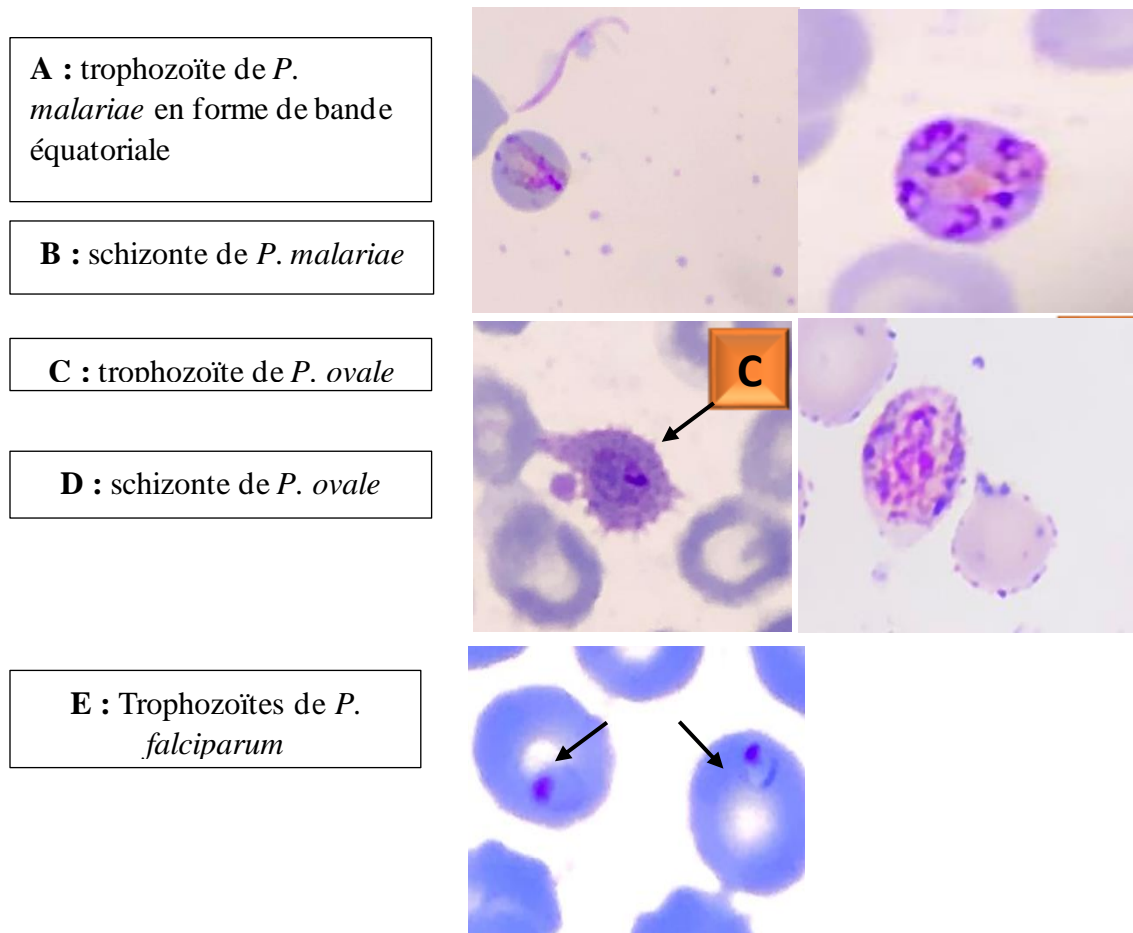 A : trophozoïte de P.
malariae en forme de bande
équatoriale
B : schizonte de P. malariae
C : trophozoïte de P. ovale
D : schizonte de P. ovale
E : Trophozoïtes de P.
falciparum
C